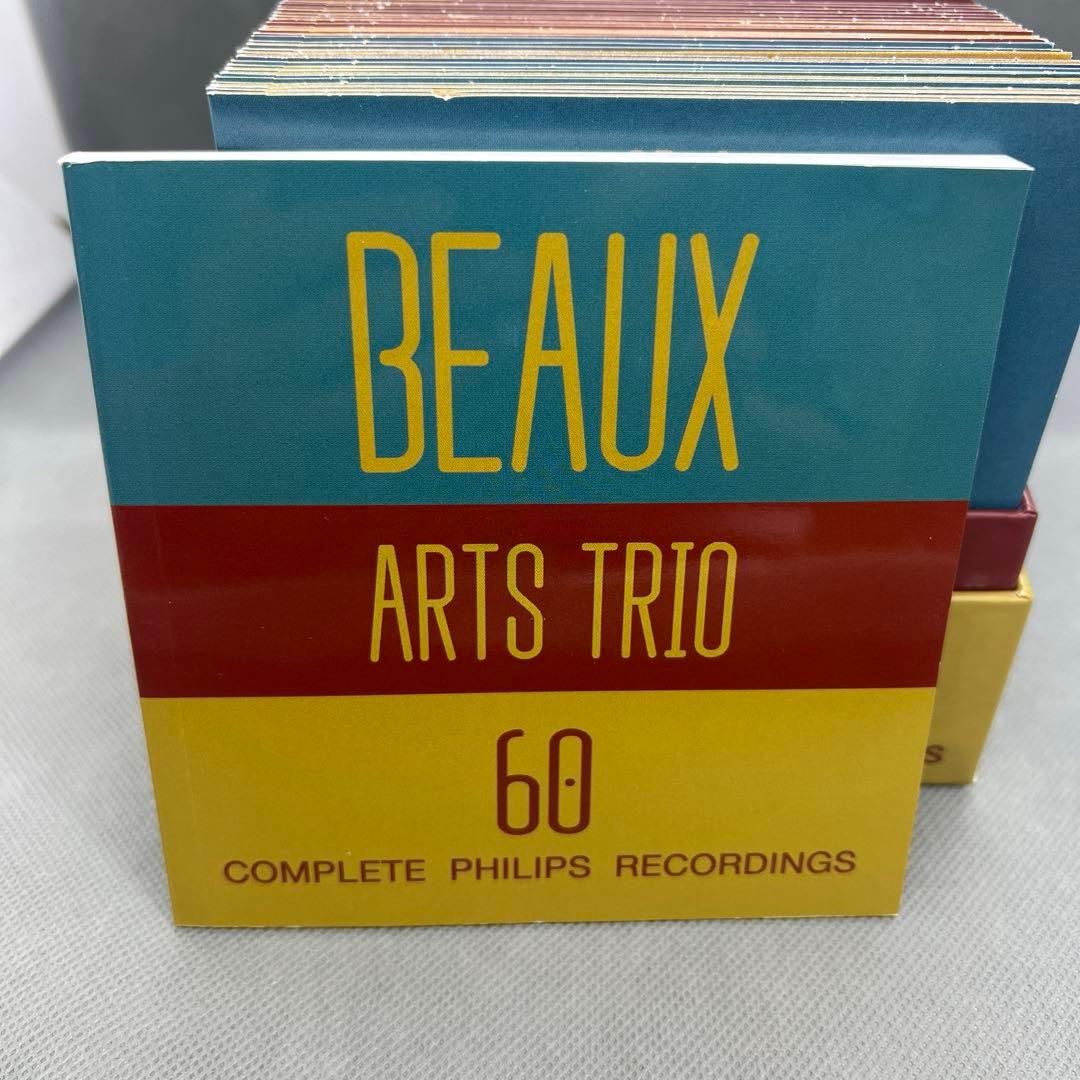 BEAUX
ARTS TRIO
60
COMPLETE PHILIPS RECORDINGS
S